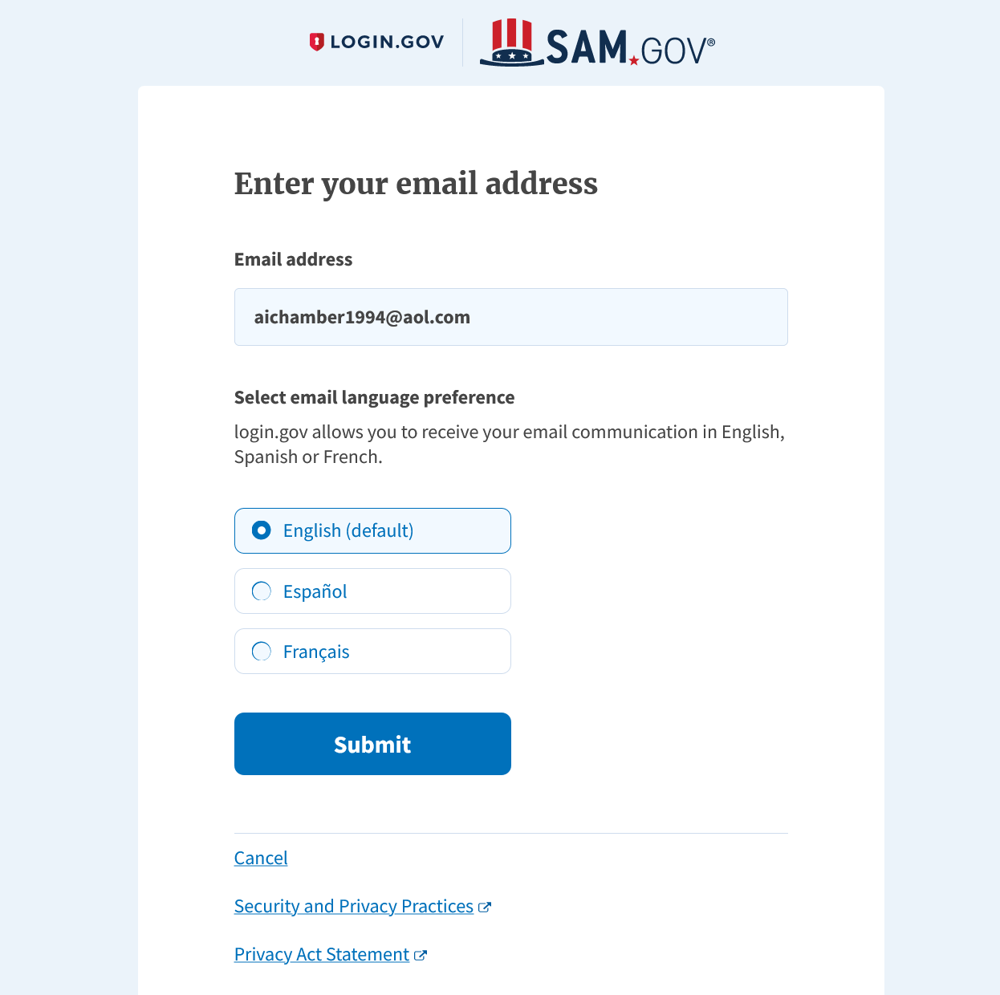 LOGIN.GOV
SAM.GOV®
Enter your email address
Email address
aichamber1994@aol.com
Select email language preference
login.gov allows you to receive your email communication in English,
Spanish or French.
English (default)
Español
Français
Submit
Cancel
Security and Privacy Practices
Privacy Act Statement